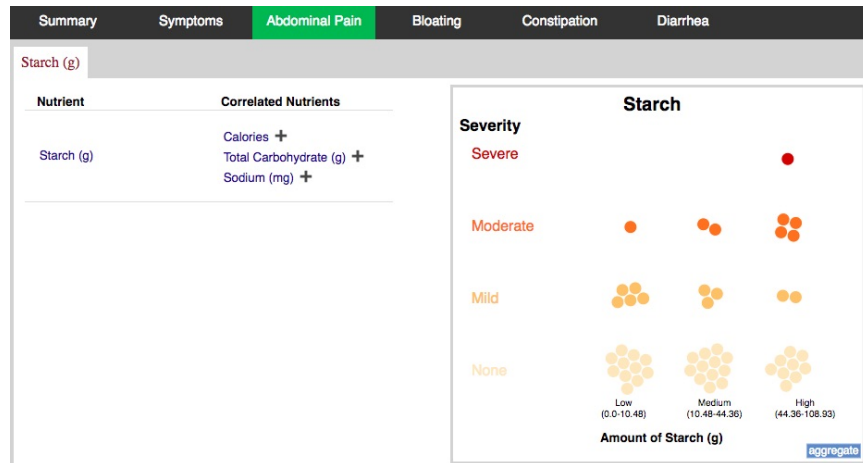 Summary Symptoms Abdominal Pain Bloating Constipation Diarrhea
Starch (g)
Nutrient Correlated Nutrients
Starch (g)
Calories +
Total Carbohydrate (g) +
Sodium (mg) +
Starch
Severity
Severe
Moderate
Mild
None
Low Medium High
(0.0-10.48) (10.48-44.36) (44.36-108.93)
Amount of Starch (g)
aggregate